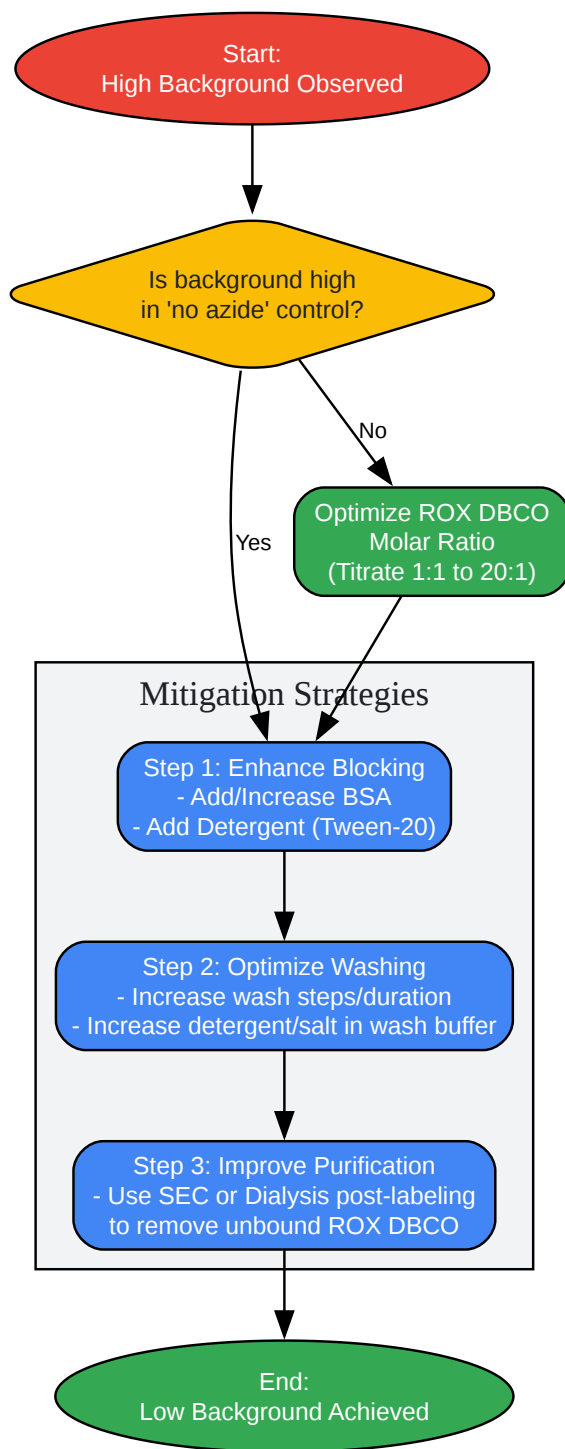 Start:
High Background Observed
Is background high
in 'no azide' control?
No
Optimize ROX DBCO
Molar Ratio
(Titrate 1:1 to 20:1)
Yes
Mitigation Strategies
Step 1: Enhance Blocking
- Add/Increase BSA
- Add Detergent (Tween-20)
Step 2: Optimize Washing
- Increase wash steps/duration
- Increase detergent/salt in wash buffer
Step 3: Improve Purification
- Use SEC or Dialysis post-labeling
to remove unbound ROX DBCO
End:
Low Background Achieved